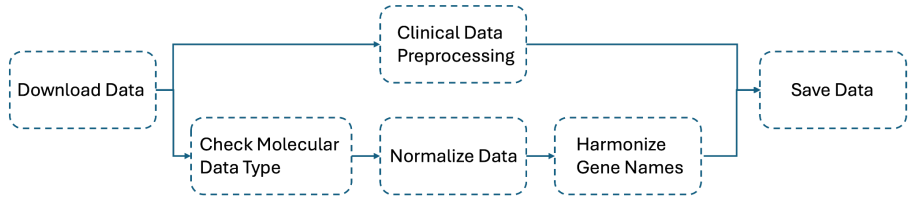 Clinical Data
Preprocessing
Download Data
Save Data
Check Molecular
Data Type
Normalize Data
Harmonize
Gene Names